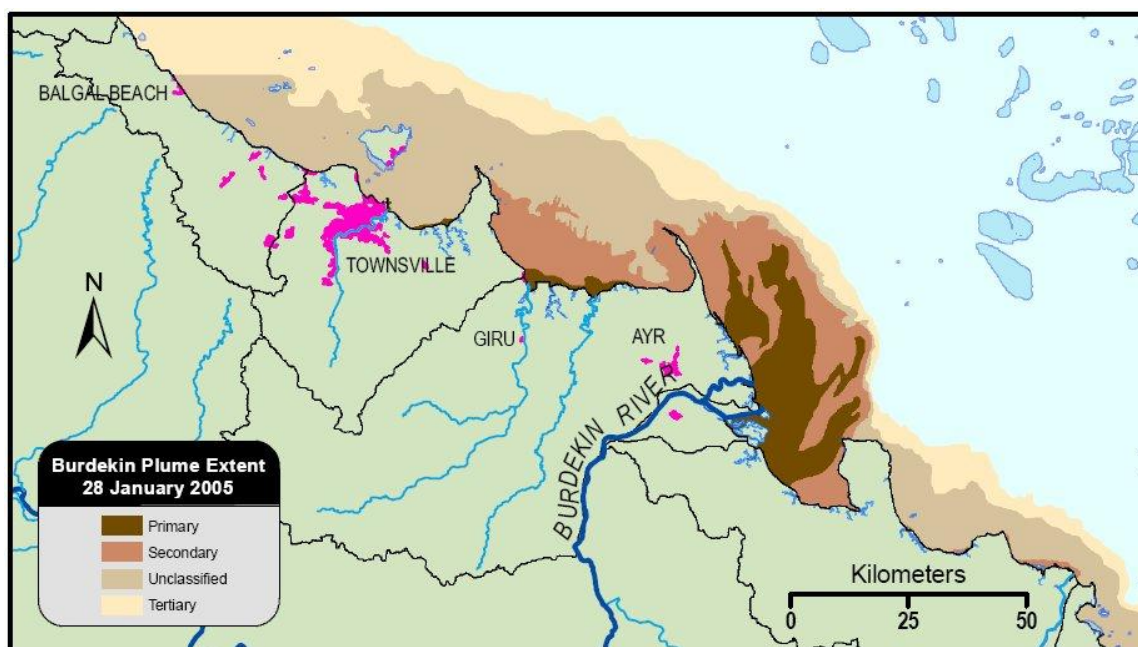 BALGAL BEACH
TOWNSVILLE
N
GIRU
AYR
BURDEKIN RIVER
Burdekin Plume Extent
28 January 2005
Primary
Secondary
Unclassified
Tertiary
Kilometers
0 25 50